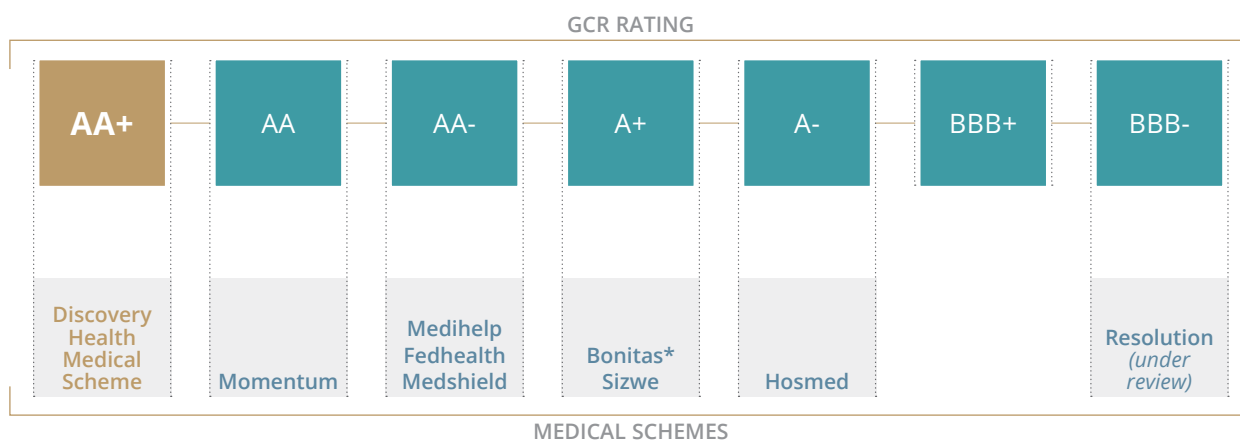 GCR RATING
AA+
AA
AA-
A+
A-
BBB+
BBB-
Discovery
Health
Medical
Scheme
Momentum
Medihelp
Fedhealth
Medshield
Bonitas*
Sizwe
Hosmed
Resolution
(under
review)
MEDICAL SCHEMES